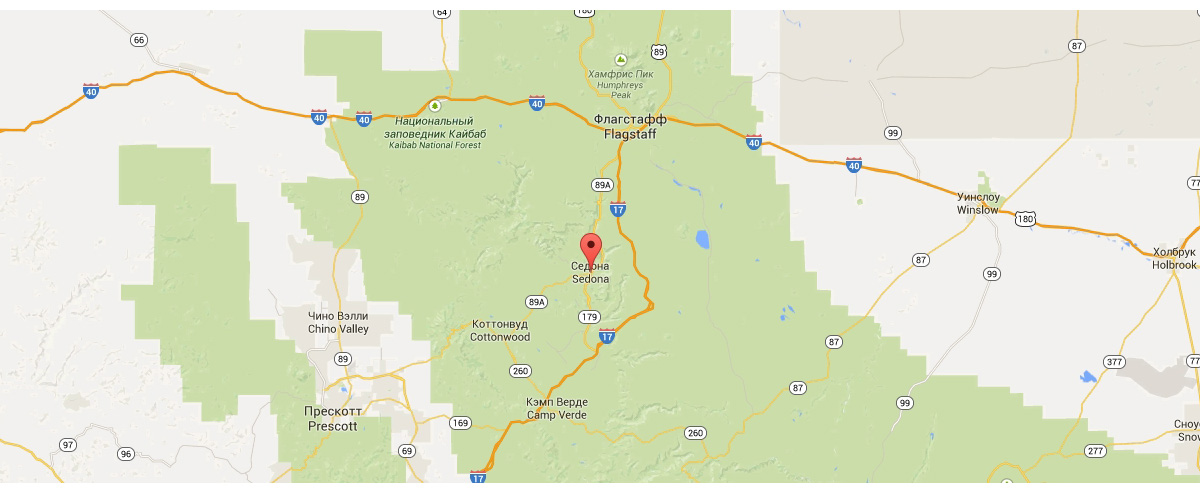 64
180
66
89
87
Хамфрис Пик
Humphreys
Peak
40
40
40
40
Национальный
заповедник Кайбаб
Kaibab National Forest
Флагстафф
Flagstaff
99
40
40
89A
77
89
17
Уинслоу
Winslow
180
Седона
Sedona
Холбрук
Holbrook
87
99
89A
Чино Вэлли
Chino Valley
179
Коттонвуд
Cottonwood
17
87
89
260
377
77
87
Кэмп Верде
Camp Verde
99
Прескотт
Prescott
169
260
Сноу
Snow
97
96
69
277
17